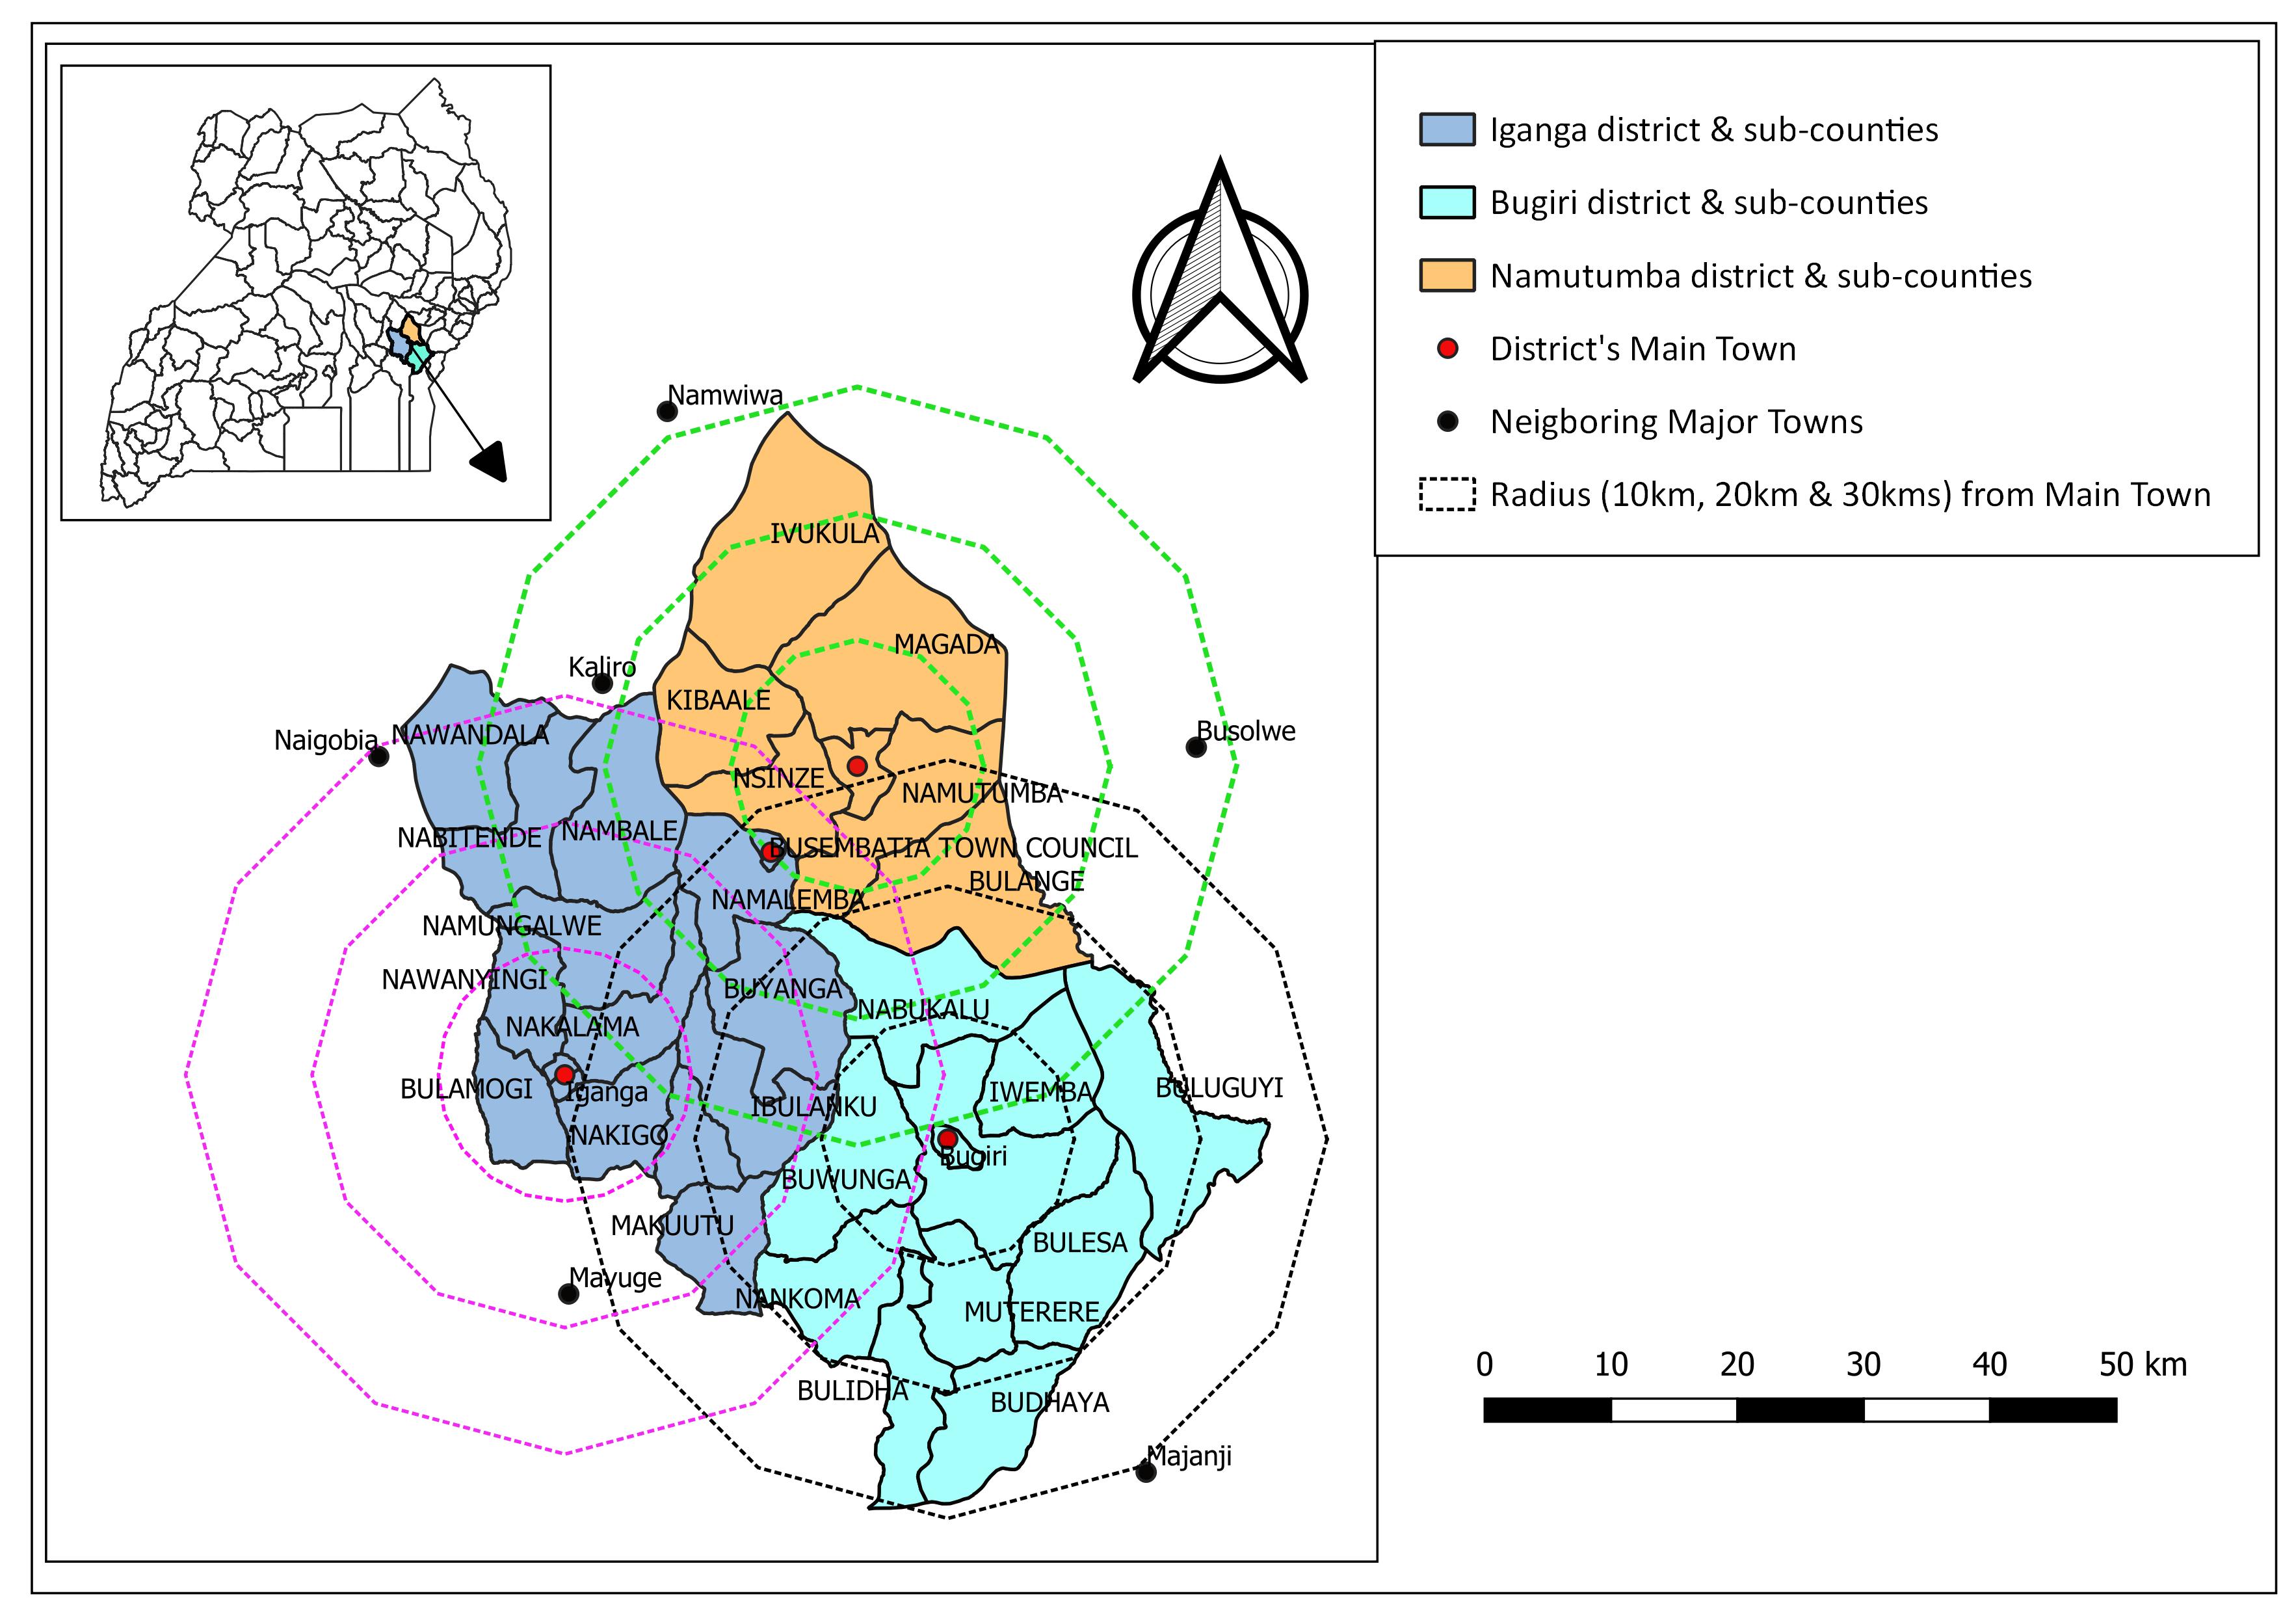 Iganga district & sub-counties
Bugiri district & sub-counties
Namutumba district & sub-counties
District's Main Town
Neigboring Major Towns
Radius (10km, 20km & 30kms) from Main Town
Namwiwa
IVUKULA
MAGADA
Kaliro
KIBAALE
Busolwe
NAWANDALA
Naigobia
NSINZE
NAMUTUMBA
NABITENDE
NAMBALE
BUSEMBATIA TOWN COUNCIL
BULANGE
NAMALEMBA
NAMUNGALWE
NAWANYINGI
BUYANGA
NABUKALU
NAKALAMA
BULAMOGI
Iganga
IBULANKU
IWEMBA
BULUGUYI
NAKIGO
Bugiri
BUWUNGA
MAKUUTU
BULESA
Mayuge
NANKOMA
MUTERERE
BULIDHA
BUDHAYA
Majanji
0 10 20 30 40 50 km